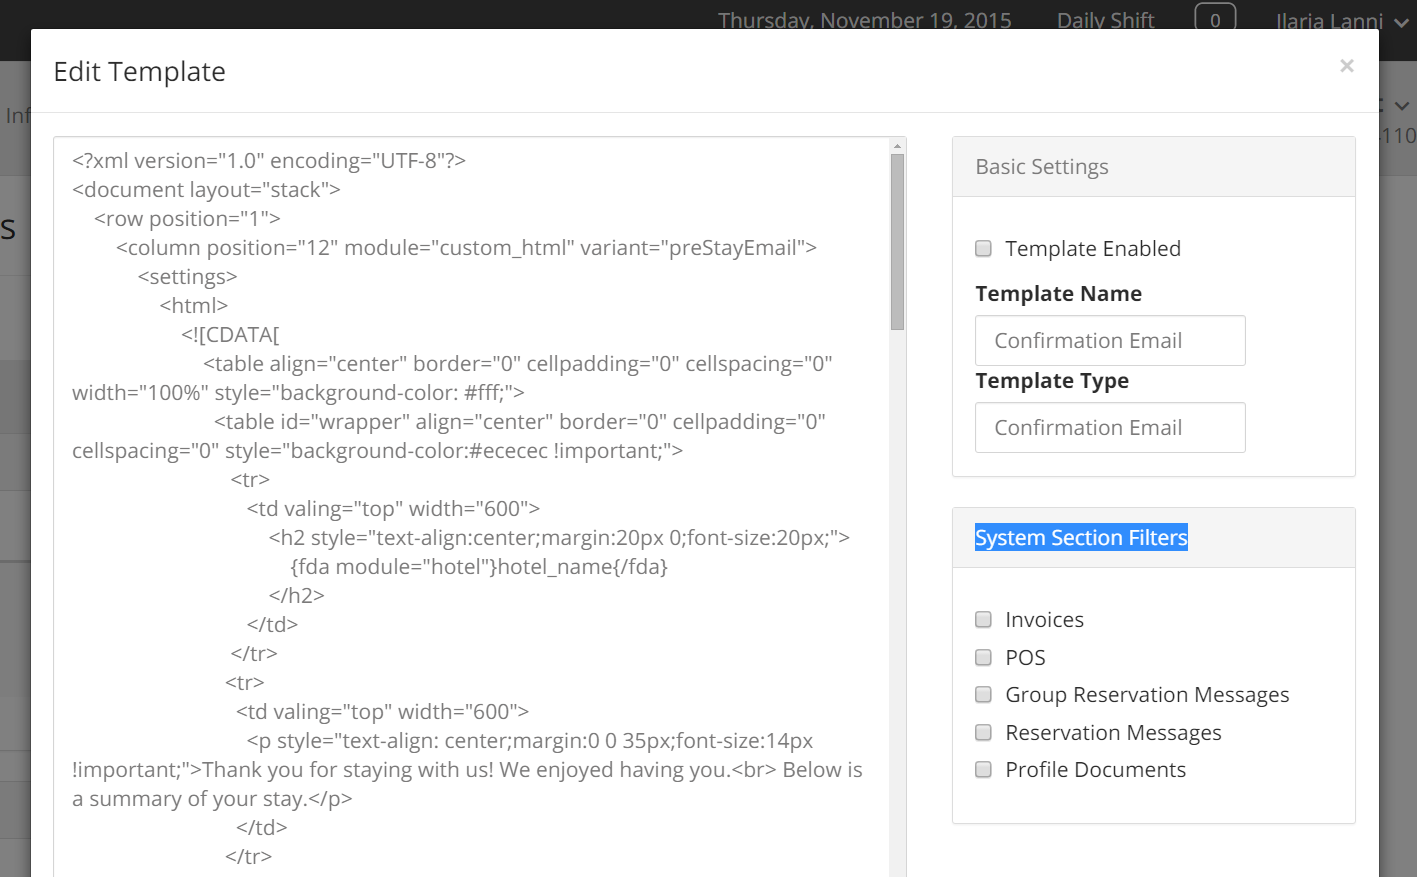 Thursday, November 19, 2015 Daily Shift 0 Ilaria Lanni
Edit Template ×
Inf
110
s
<?xml version="1.0" encoding="UTF-8"?>
<document layout="stack">
<row position="1">
<column position="12" module="custom_html" variant="preStayEmail">
<settings>
<html>
<![CDATA[
<table align="center" border="0" cellpadding="0" cellspacing="0"
width="100%" style="background-color: #fff;">
<table id="wrapper" align="center" border="0" cellpadding="0"
cellspacing="0" style="background-color:#ececec !important;">
<tr>
<td valing="top" width="600">
<h2 style="text-align:center;margin:20px 0;font-size:20px;">
{fda module="hotel"}hotel_name{/fda}
</h2>
</td>
</tr>
<tr>
<td valing="top" width="600">
<p style="text-align: center;margin:0 0 35px;font-size:14px
!important;">Thank you for staying with us! We enjoyed having you.<br> Below is
a summary of your stay.</p>
</td>
</tr>
Basic Settings
Template Enabled
Template Name
Confirmation Email
Template Type
Confirmation Email
System Section Filters
Invoices
POS
Group Reservation Messages
Reservation Messages
Profile Documents